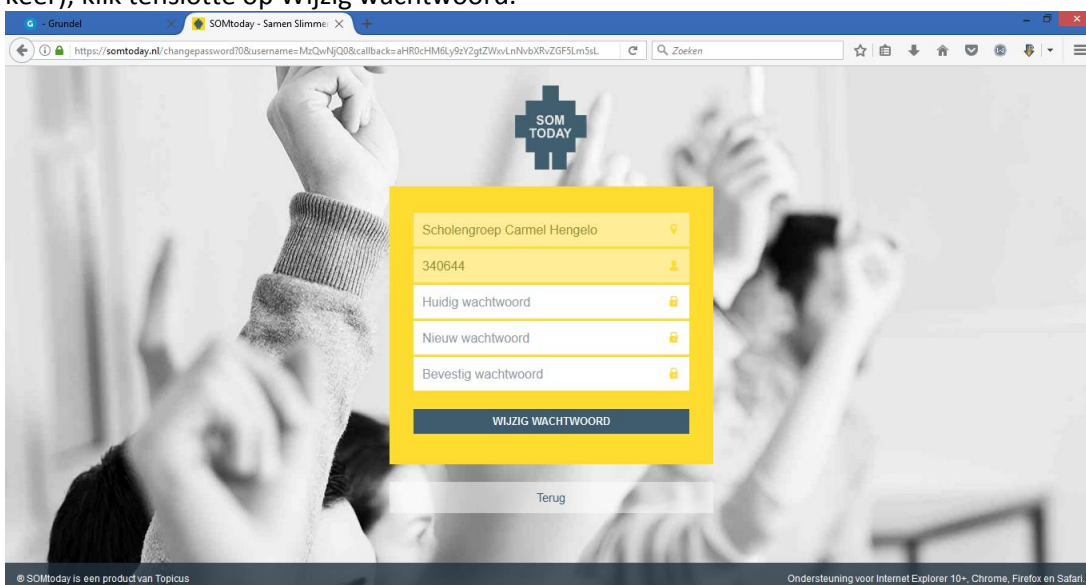 keer), klik tenslotte op Wijzig wachtwoord.
G - Grundel
SOMtoday - Samen Slimmer
https://somtoday.nl/changepassword?0&username=MzQwNjQ0&callback=aHR0cHM6Ly9zY2gtZWxvLnNvbXRvZGF5Lm5sL
Zoeken
SOM
TODAY
Scholengroep Carmel Hengelo
340644
Huidig wachtwoord
Nieuw wachtwoord
Bevestig wachtwoord
WIJZIG WACHTWOORD
Terug
© SOMtoday is een product van Topicus
Ondersteuning voor Internet Explorer 10+, Chrome, Firefox en Safari